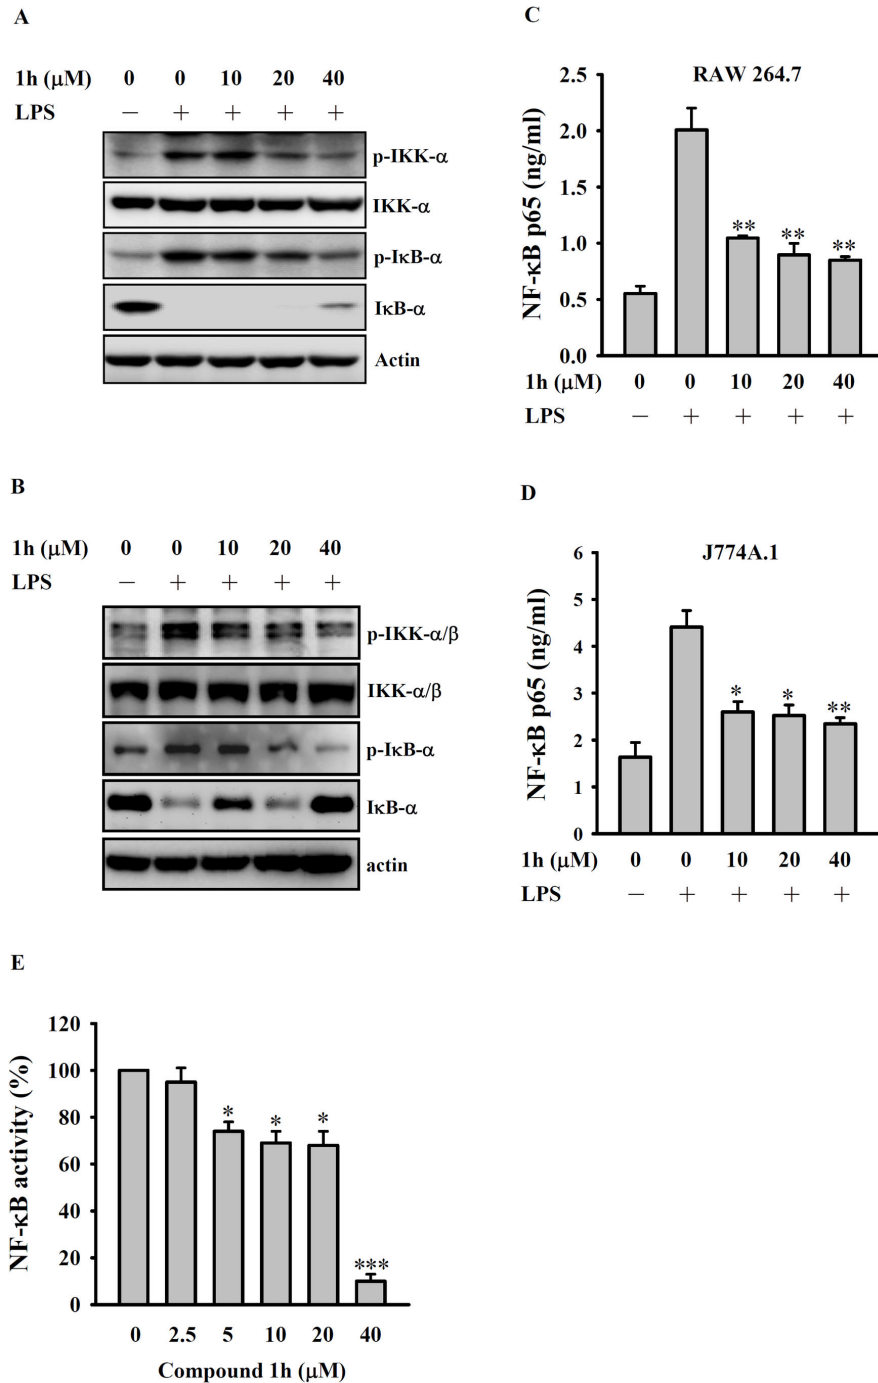 A
1h (μM) 0 0 10 20 40
LPS − + + + +
p-IKK-α
IKK-α
p-IκB-α
IκB-α
Actin
B
1h (μM) 0 0 10 20 40
LPS − + + + +
p-IKK-α/β
IKK-α/β
p-IκB-α
IκB-α
actin
C
RAW 264.7
NF-κB p65 (ng/ml)
2.5
2.0
1.5
1.0
0.5
0.0
** ** **
1h (μM) 0 0 10 20 40
LPS − + + + +
D
J774A.1
NF-κB p65 (ng/ml)
6
5
4
3
2
1
0
* * **
1h (μM) 0 0 10 20 40
LPS − + + + +
E
NF-κB activity (%)
120
100
80
60
40
20
0
* * * ***
0 2.5 5 10 20 40
Compound 1h (μM)